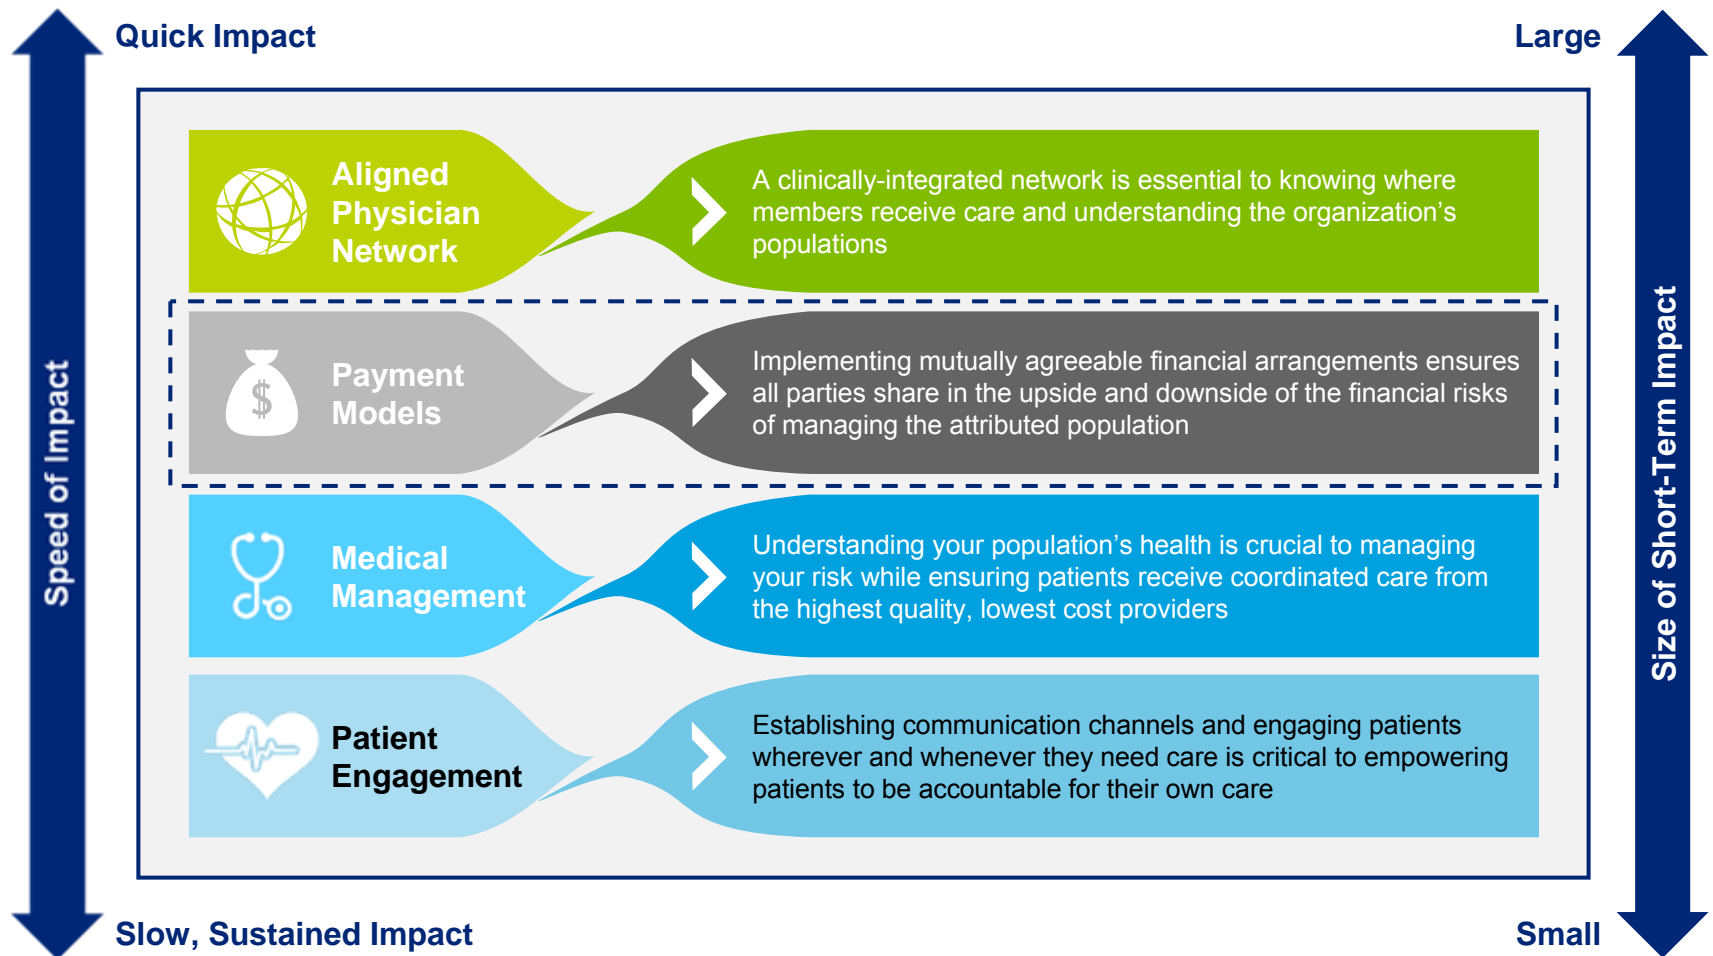 Quick Impact
Large
Speed of Impact
Aligned
Physician
Network
A clinically-integrated network is essential to knowing where
members receive care and understanding the organization’s
populations
$
Payment
Models
Implementing mutually agreeable financial arrangements ensures
all parties share in the upside and downside of the financial risks
of managing the attributed population
Medical
Management
Understanding your population’s health is crucial to managing
your risk while ensuring patients receive coordinated care from
the highest quality, lowest cost providers
Patient
Engagement
Establishing communication channels and engaging patients
wherever and whenever they need care is critical to empowering
patients to be accountable for their own care
Size of Short-Term Impact
Slow, Sustained Impact
Small